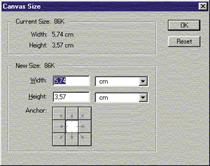 Canvas Size
Current Size: 86K
Width: 5,74 cm
Height: 3,57 cm
OK
Reset
New Size: 86K
Width: 5,74 cm
Height: 3,57 cm
Anchor: